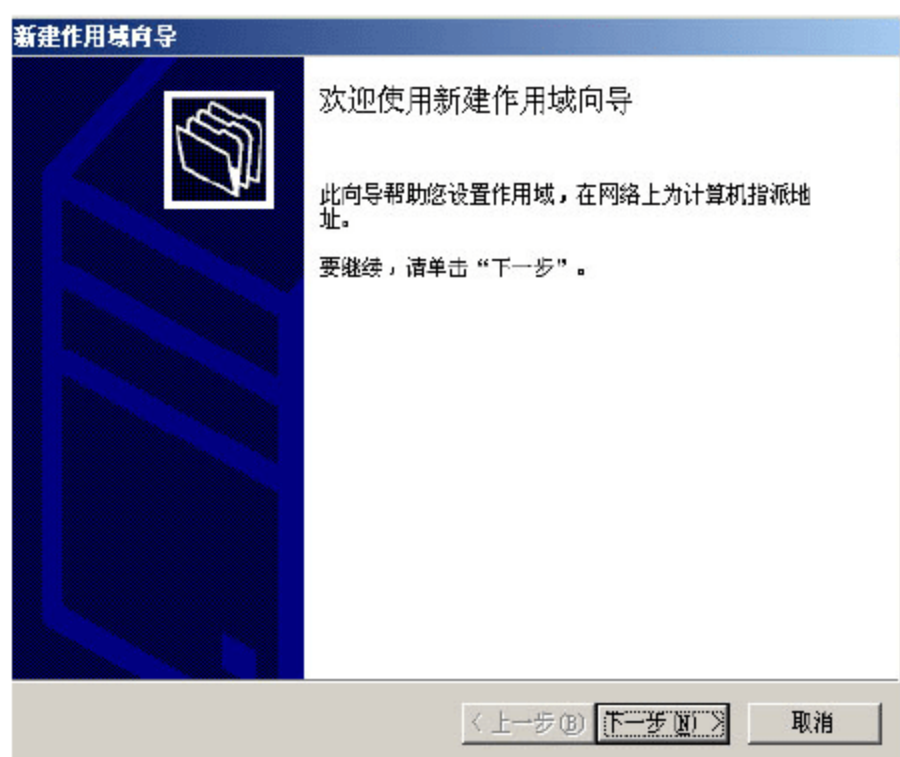 新建作用域向导
欢迎使用新建作用域向导
此向导帮助您设置作用域，在网络上为计算机指派地
址。
要继续，请单击“下一步”。
< 上一步(B) 下一步(N) > 取消